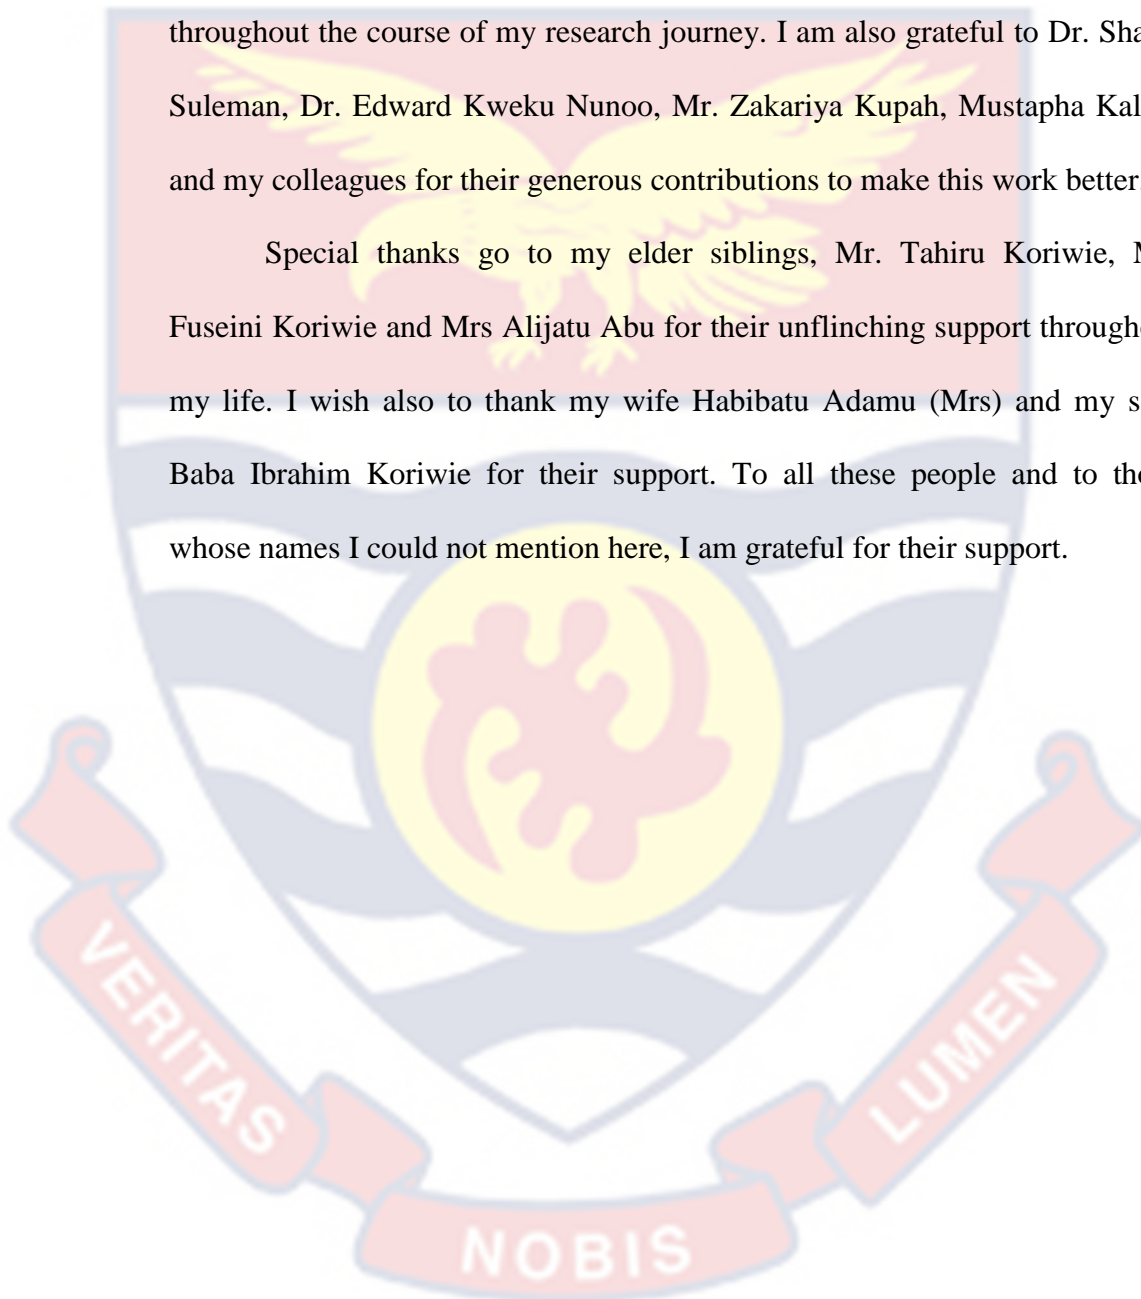 throughout the course of my research journey. I am also grateful to Dr.
Suleman, Dr. Edward Kweku Nunoo, Mr. Zakariya Kupah, Mustapha
and my colleagues for their generous contributions to make this work better
Special thanks go to my elder siblings, Mr. Tahiru Koriwie,
Fuseini Koriwie and Mrs Alijatu Abu for their unflinching support
my life. I wish also to thank my wife Habibatu Adamu (Mrs) and my
Baba Ibrahim Koriwie for their support. To all these people and to
whose names I could not mention here, I am grateful for their support.
VERITAS
NOBIS
LUMEN